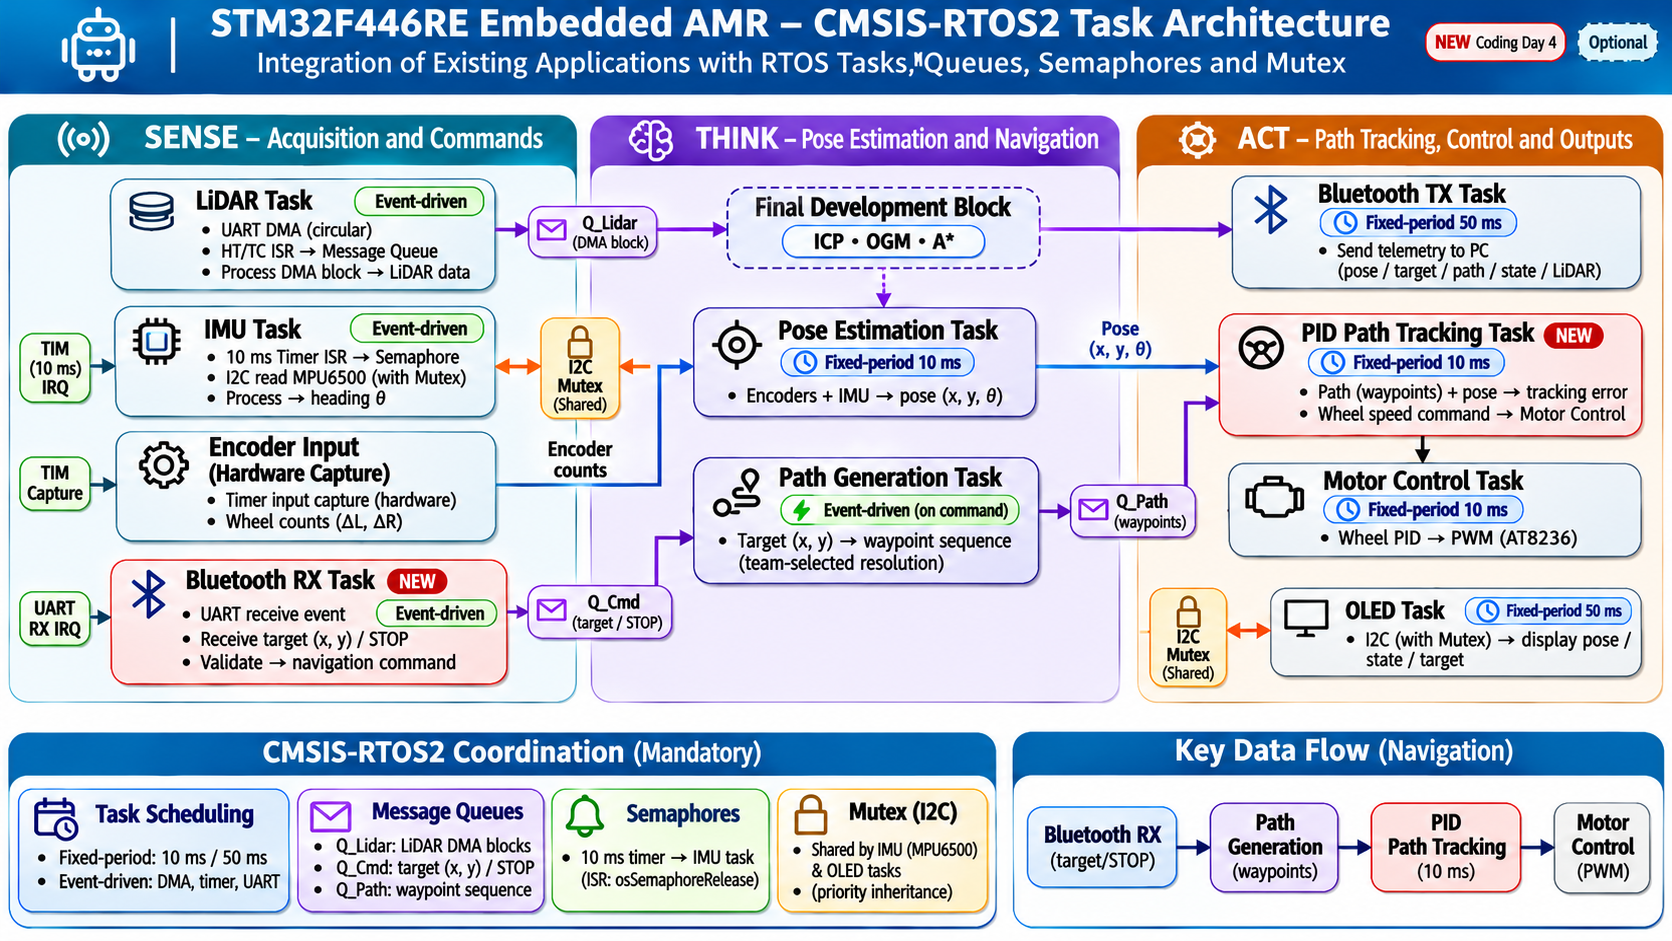 STM32F446RE Embedded AMR – CMSIS-RTOS2 Task Architecture
Integration of Existing Applications with RTOS Tasks, Queues, Semaphores and Mutex
NEW Coding Day 4
Optional
SENSE – Acquisition and Commands
LiDAR Task
Event-driven
• UART DMA (circular)
• HT/TC ISR → Message Queue
• Process DMA block → LiDAR data
Q_Lidar
(DMA block)
TIM
(10 ms)
IRQ
IMU Task
Event-driven
• 10 ms Timer ISR → Semaphore
• I2C read MPU6500 (with Mutex)
• Process → heading θ
I2C
Mutex
(Shared)
TIM
Capture
Encoder Input
(Hardware Capture)
• Timer input capture (hardware)
• Wheel counts (ΔL, ΔR)
Encoder
counts
UART
RX IRQ
Bluetooth RX Task
NEW
• UART receive event
Event-driven
• Receive target (x, y) / STOP
• Validate → navigation command
Q_Cmd
(target / STOP)
THINK – Pose Estimation and Navigation
Final Development Block
ICP • OGM • A*
Pose Estimation Task
Fixed-period 10 ms
• Encoders + IMU → pose (x, y, θ)
Pose
(x, y, θ)
Path Generation Task
Event-driven (on command)
• Target (x, y) → waypoint sequence
(team-selected resolution)
Q_Path
(waypoints)
ACT – Path Tracking, Control and Outputs
Bluetooth TX Task
Fixed-period 50 ms
• Send telemetry to PC
(pose / target / path / state / LiDAR)
PID Path Tracking Task
NEW
Fixed-period 10 ms
• Path (waypoints) + pose → tracking error
• Wheel speed command → Motor Control
Motor Control Task
Fixed-period 10 ms
• Wheel PID → PWM (AT8236)
I2C
Mutex
(Shared)
OLED Task
Fixed-period 50 ms
• I2C (with Mutex) → display pose /
state / target
CMSIS-RTOS2 Coordination (Mandatory)
Task Scheduling
• Fixed-period: 10 ms / 50 ms
• Event-driven: DMA, timer, UART
Message Queues
• Q_Lidar: LiDAR DMA blocks
• Q_Cmd: target (x, y) / STOP
• Q_Path: waypoint sequence
Semaphores
• 10 ms timer → IMU task
(ISR: osSemaphoreRelease)
Mutex (I2C)
• Shared by IMU (MPU6500)
& OLED tasks
• (priority inheritance)
Key Data Flow (Navigation)
Bluetooth RX
(target/STOP)
Path
Generation
(waypoints)
PID
Path Tracking
(10 ms)
Motor
Control
(PWM)